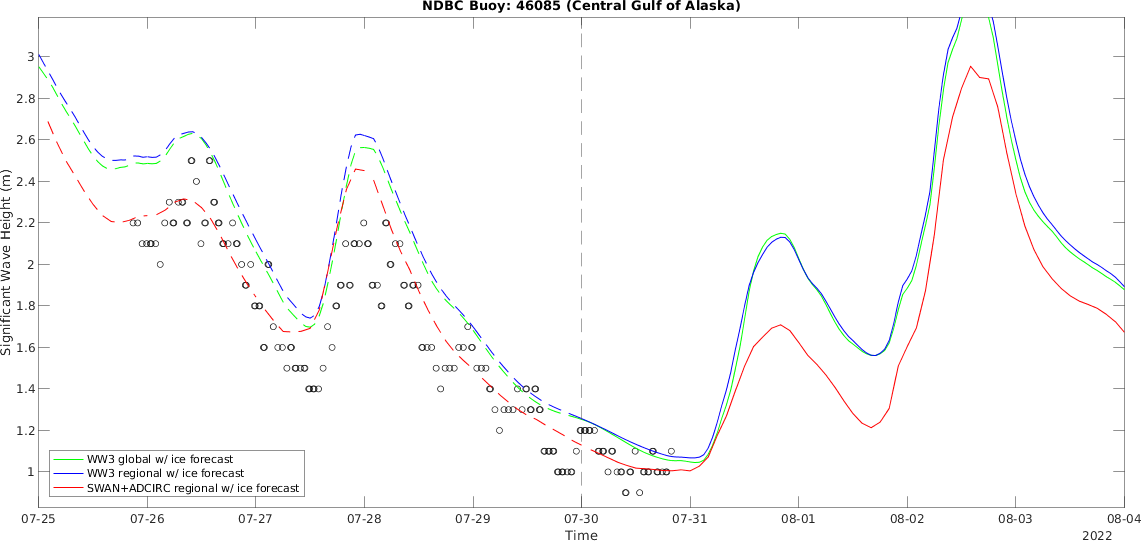 NDBC Buoy: 46085 (Central Gulf of Alaska)
Significant Wave Height (m)
3
2.8
2.6
2.4
2.2
2
1.8
1.6
1.4
1.2
1
WW3 global w/ ice forecast
WW3 regional w/ ice forecast
SWAN+ADCIRC regional w/ ice forecast
07-25 07-26 07-27 07-28 07-29 07-30 07-31 08-01 08-02 08-03 08-04
Time
2022